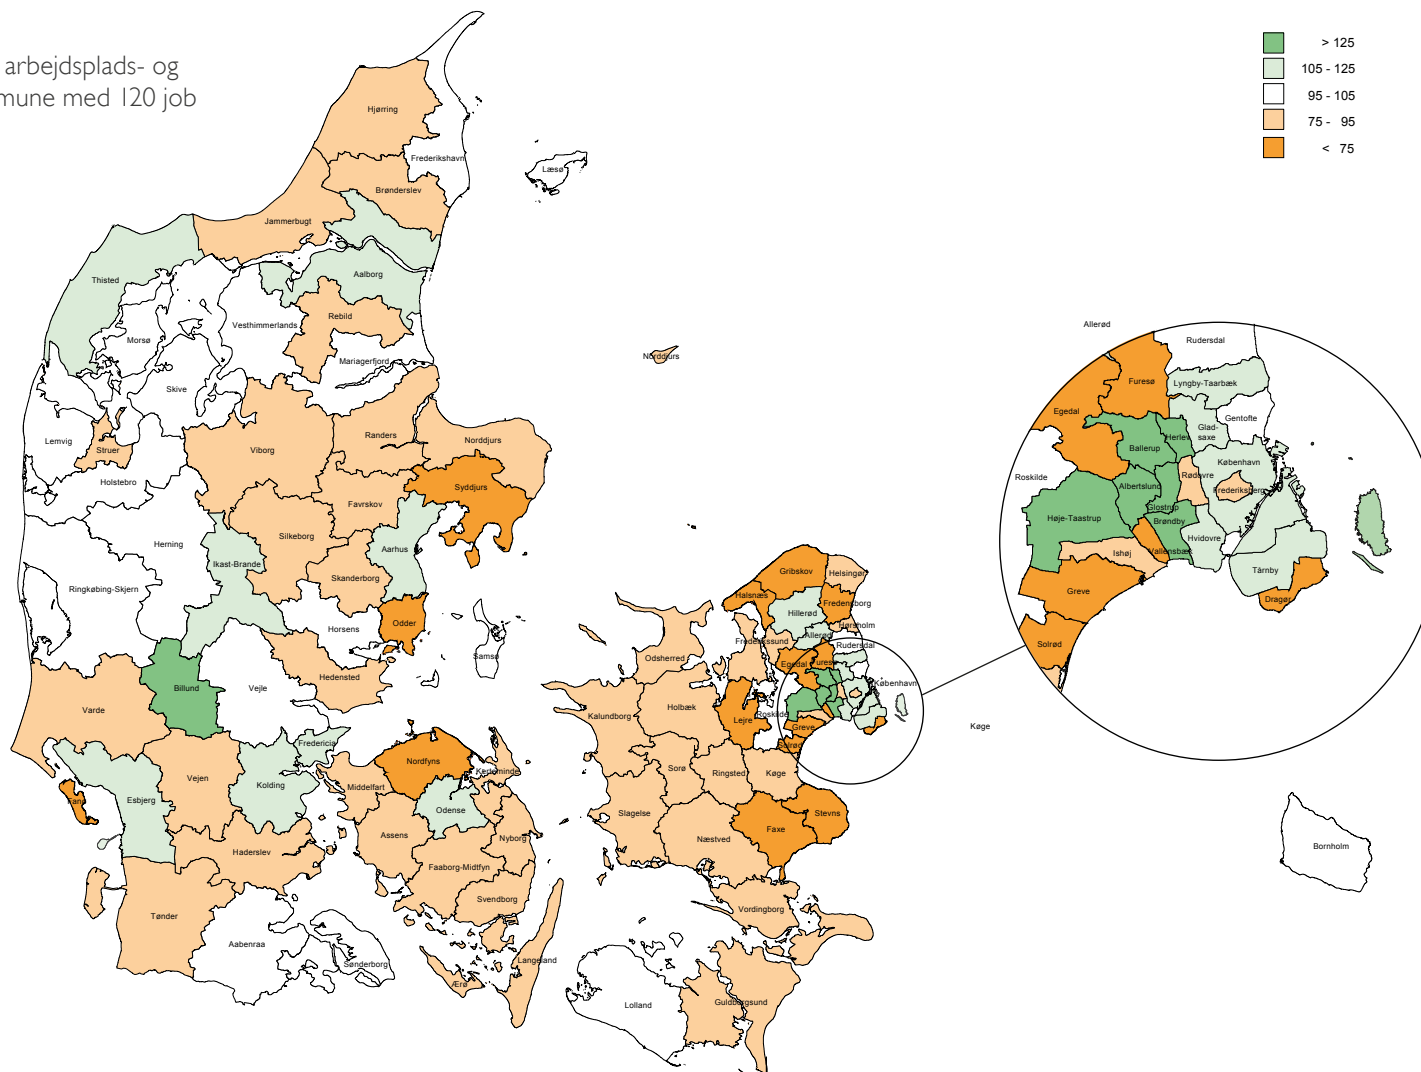 arbejdsplads- og
mune med 120 job
> 125
105 - 125
95 - 105
75 - 95
< 75
Hjørring
Frederikshavn
Læsø
Brønderslev
Jammerbugt
Thisted
Aalborg
Vesthimmerlands
Rebild
Morsø
Mariagerfjord
Norddjurs
Skive
Lemvig
Struer
Viborg
Randers
Norddjurs
Holstebro
Syddjurs
Favrskov
Herning
Silkeborg
Aarhus
Ikast-Brande
Skanderborg
Ringkøbing-Skjern
Horsens
Odder
Samsø
Hedensted
Billund
Vejle
Varde
Fredericia
Vejen
Kolding
Esbjerg
Fanø
Haderslev
Tønder
Aabenraa
Sønderborg
Nordfyns
Kerteminde
Middelfart
Odense
Assens
Nyborg
Faaborg-Midtfyn
Svendborg
Langeland
Ærø
Gribskov
Helsingør
Halsnæs
Fredensborg
Hillerød
Hørsholm
Frederikssund
Allerød
Rudersdal
Odsherred
Egedal
Furesø
København
Kalundborg
Holbæk
Lejre
Roskilde
Greve
Solrød
Sorø
Ringsted
Køge
Slagelse
Næstved
Faxe
Stevns
Vordingborg
Lolland
Guldborgsund
Køge
Bornholm
Allerød
Rudersdal
Furesø
Lyngby-Taarbæk
Egedal
Gentofte
Glad-
saxe
Herlev
Ballerup
København
Roskilde
Rødovre
Albertslund
Frederiksberg
Glostrup
Høje-Taastrup
Brøndby
Hvidovre
Ishøj
Vallensbæk
Tårnby
Greve
Dragør
Solrød